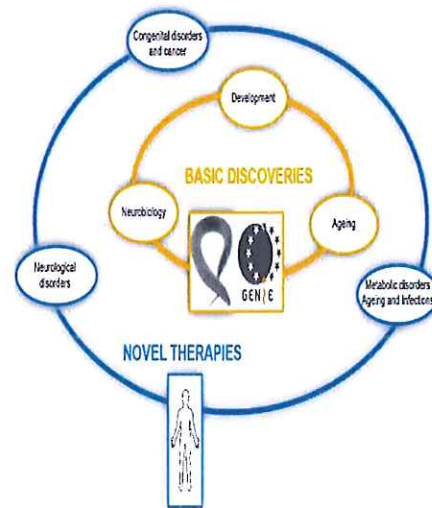 Congenital disorders
and cancer
Development
BASIC DISCOVERIES
Neurobiology
Ageing
GENiE
Neurological
disorders
Metabolic disorders
Ageing and Infections
NOVEL THERAPIES